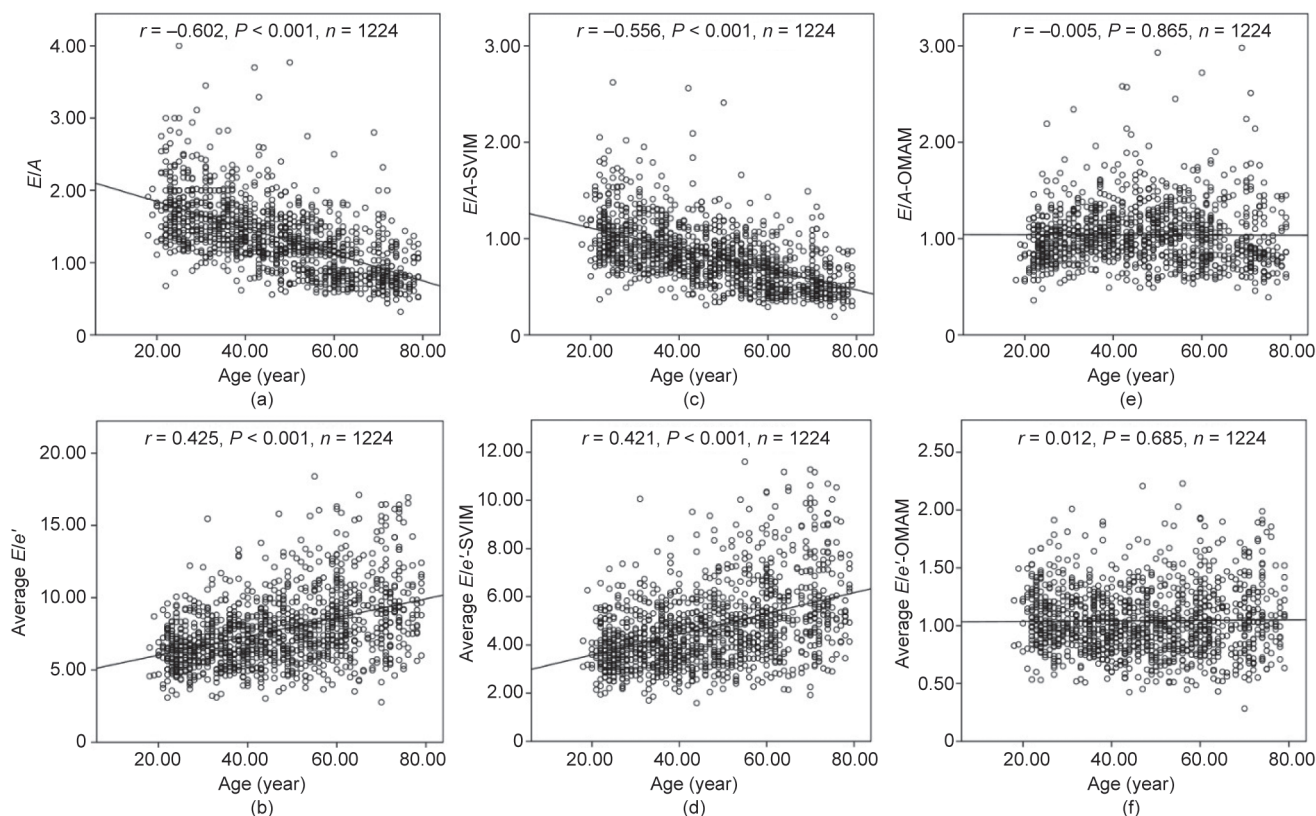 r = –0.602, P < 0.001, n = 1224
4.00
3.00
2.00
1.00
0
E/A
20.00 40.00 60.00 80.00
Age (year)
(a)
r = –0.556, P < 0.001, n = 1224
3.00
2.00
1.00
0
E/A-SVIM
20.00 40.00 60.00 80.00
Age (year)
(c)
r = –0.005, P = 0.865, n = 1224
3.00
2.00
1.00
0
E/A-OMAM
20.00 40.00 60.00 80.00
Age (year)
(e)
r = 0.425, P < 0.001, n = 1224
20.00
15.00
10.00
5.00
0
Average E/e′
20.00 40.00 60.00 80.00
Age (year)
(b)
r = 0.421, P < 0.001, n = 1224
12.00
10.00
8.00
6.00
4.00
2.00
0
Average E/e′-SVIM
20.00 40.00 60.00 80.00
Age (year)
(d)
r = 0.012, P = 0.685, n = 1224
2.50
2.00
1.50
1.00
0.50
0
Average E/e′-OMAM
20.00 40.00 60.00 80.00
Age (year)
(f)